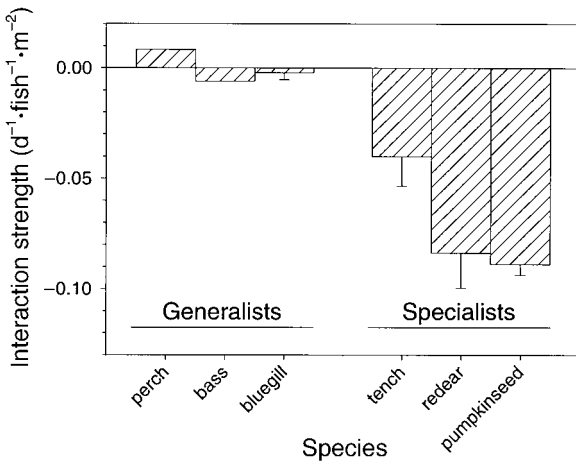 Interaction strength (d⁻¹·fish⁻¹·m⁻²)
0.00
−0.05
−0.10
Generalists
Specialists
perch
bass
bluegill
tench
redear
pumpkinseed
Species